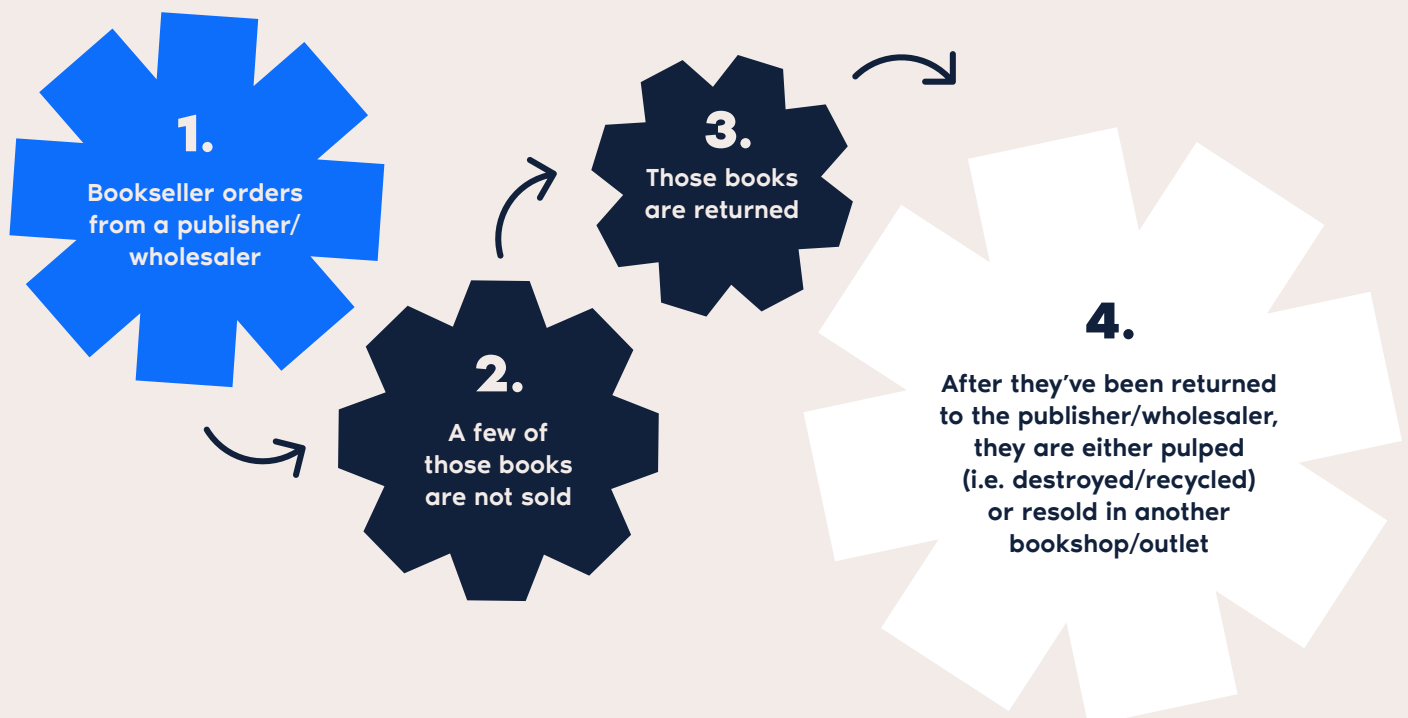 1.
Bookseller orders
from a publisher/
wholesaler
2.
A few of
those books
are not sold
3.
Those books
are returned
4.
After they’ve been returned
to the publisher/wholesaler,
they are either pulped
(i.e. destroyed/recycled)
or resold in another
bookshop/outlet